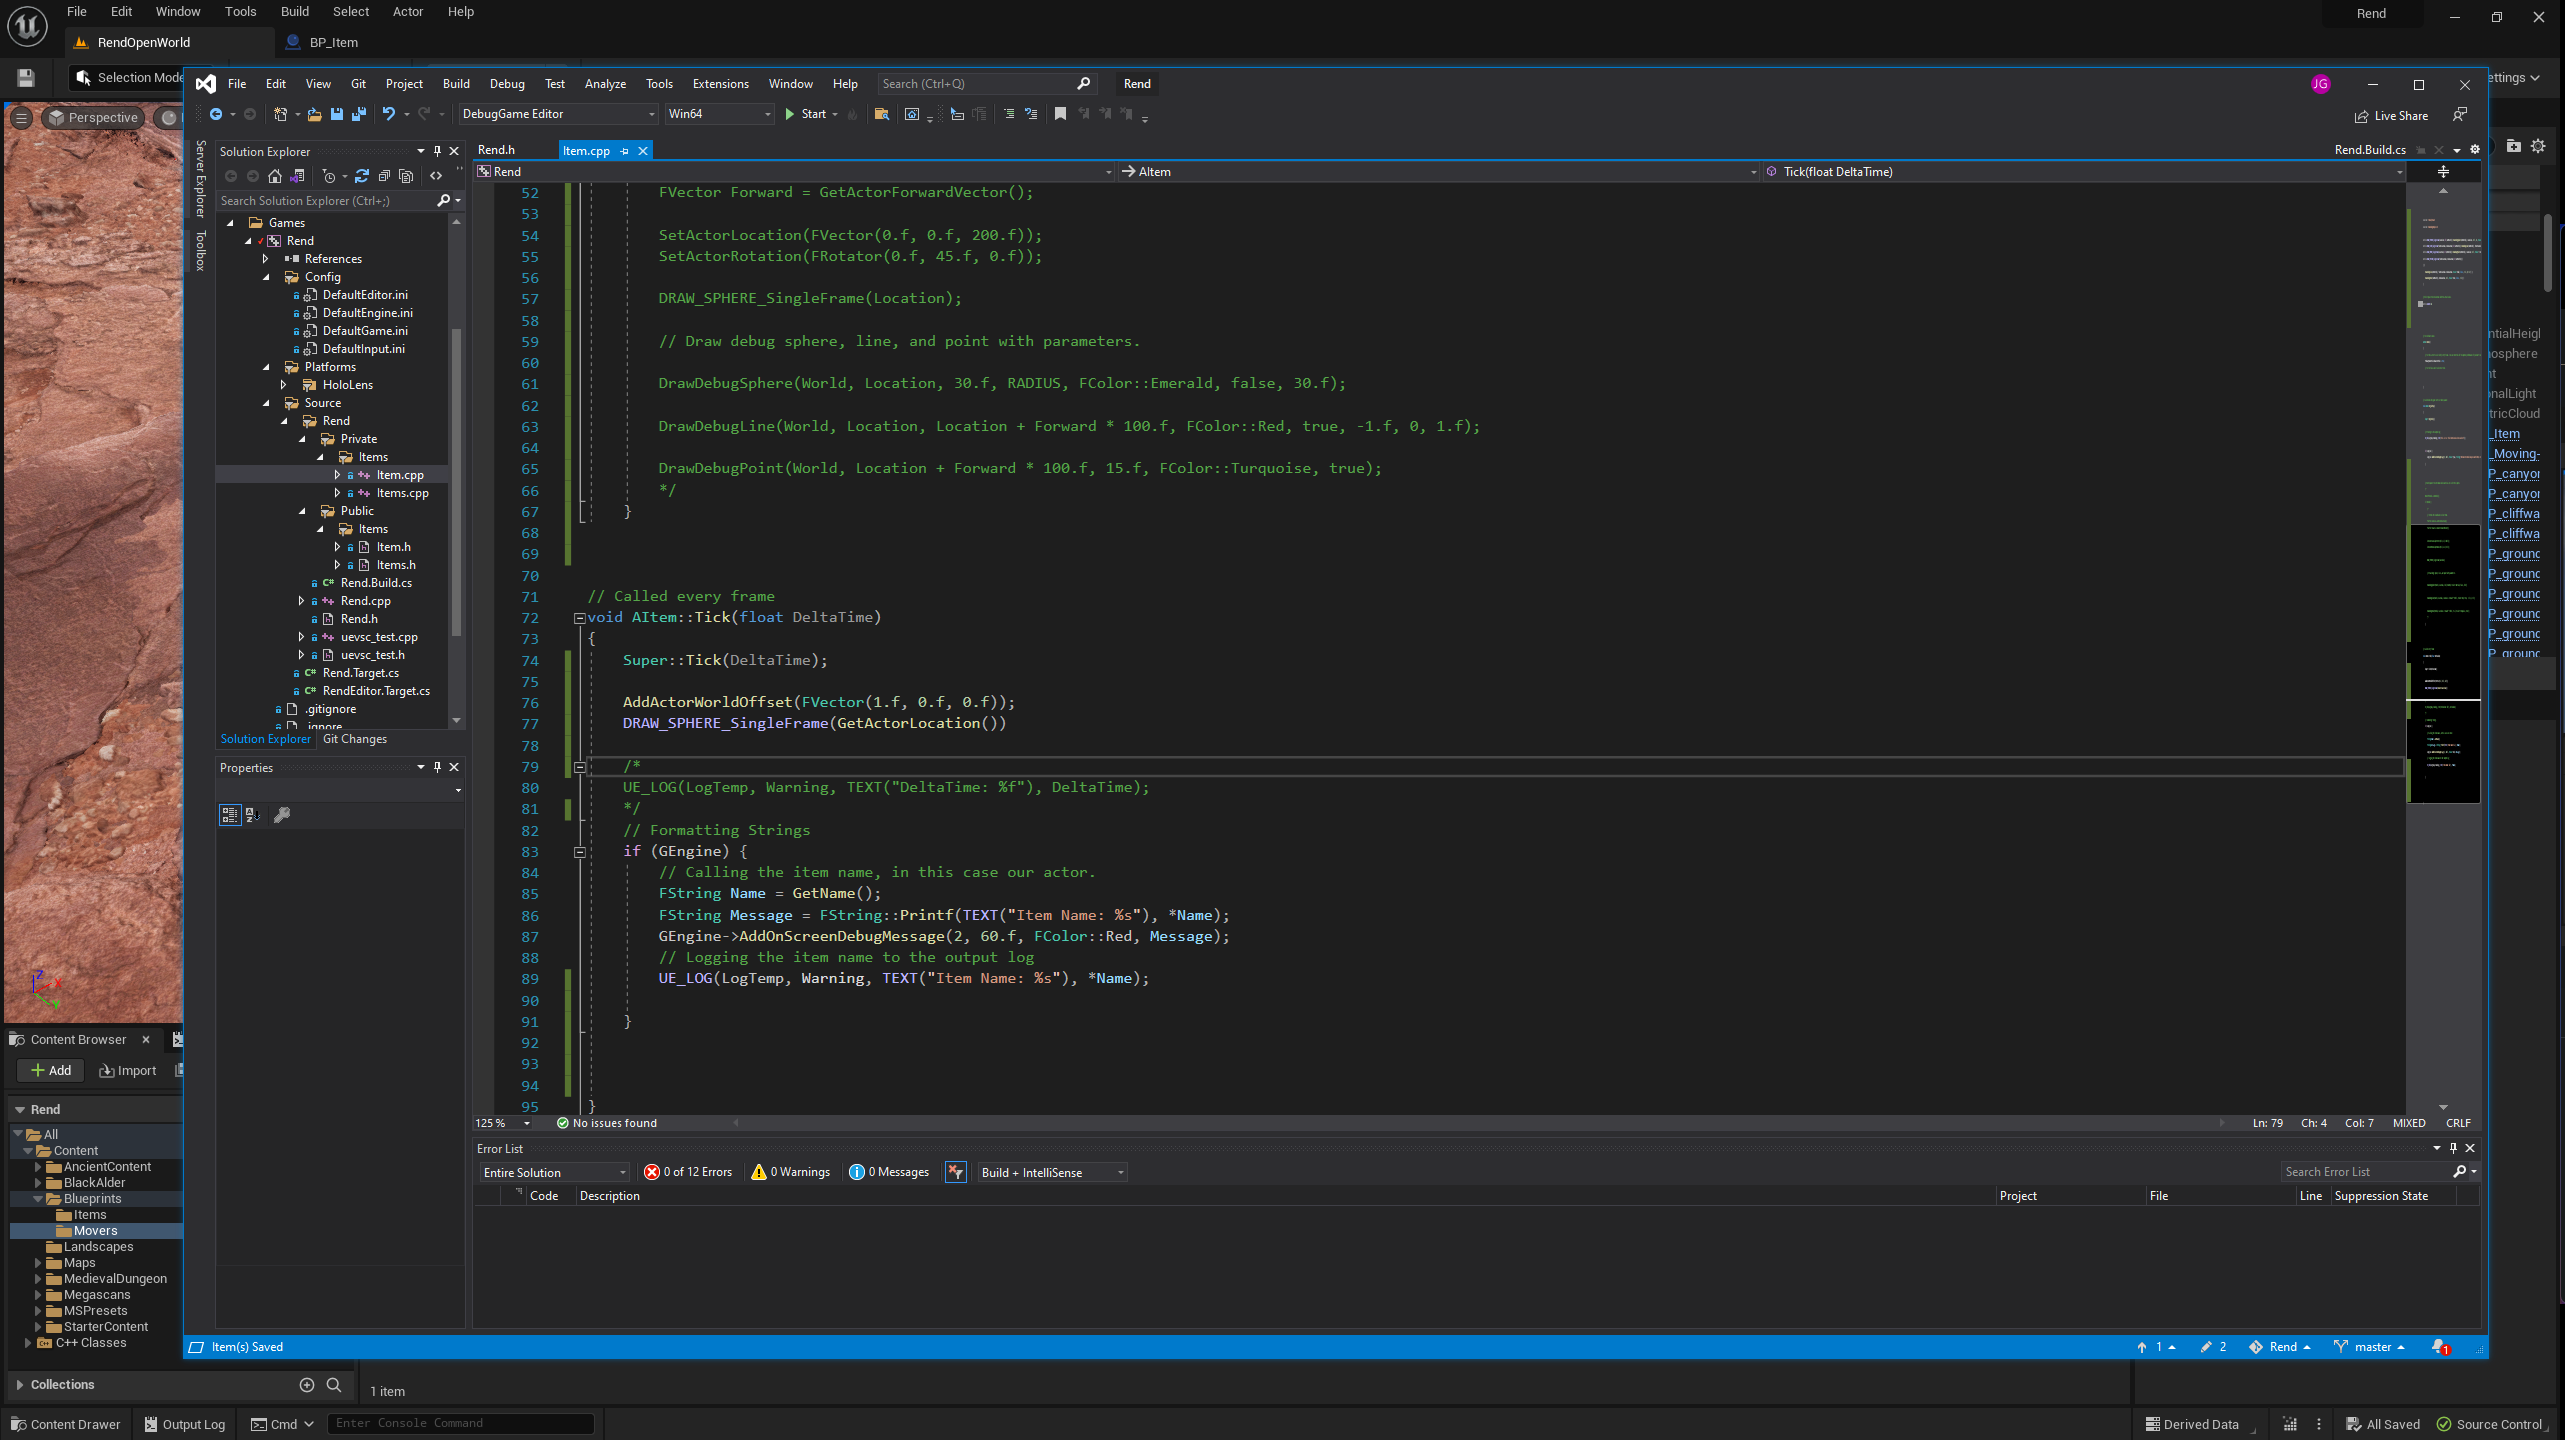 File Edit Window Tools Build Select Actor Help
Rend
RendOpenWorld
BP_Item
Selection Mode
ettings
File Edit View Git Project Build Debug Test Analyze Tools Extensions Window Help
Search (Ctrl+Q)
Rend
JG
DebugGame Editor
Win64
Start
Live Share
Perspective
Server Explorer
Toolbox
Solution Explorer
Search Solution Explorer (Ctrl+;)
Games
Rend
References
Config
DefaultEditor.ini
DefaultEngine.ini
DefaultGame.ini
DefaultInput.ini
Platforms
HoloLens
Source
Rend
Private
Items
Item.cpp
Items.cpp
Public
Items
Item.h
Items.h
Rend.Build.cs
Rend.cpp
Rend.h
uevsc_test.cpp
uevsc_test.h
Rend.Target.cs
RendEditor.Target.cs
.gitignore
.ignore
Solution Explorer
Git Changes
Properties
Rend.h
Item.cpp
Rend.Build.cs
Rend
AItem
Tick(float DeltaTime)
52 FVector Forward = GetActorForwardVector();
53
54 SetActorLocation(FVector(0.f, 0.f, 200.f));
55 SetActorRotation(FRotator(0.f, 45.f, 0.f));
56
57 DRAW_SPHERE_SingleFrame(Location);
58
59 // Draw debug sphere, line, and point with parameters.
60
61 DrawDebugSphere(World, Location, 30.f, RADIUS, FColor::Emerald, false, 30.f);
62
63 DrawDebugLine(World, Location, Location + Forward * 100.f, FColor::Red, true, -1.f, 0, 1.f);
64
65 DrawDebugPoint(World, Location + Forward * 100.f, 15.f, FColor::Turquoise, true);
66 */
67 }
68
69
70
71 // Called every frame
72 void AItem::Tick(float DeltaTime)
73 {
74 Super::Tick(DeltaTime);
75
76 AddActorWorldOffset(FVector(1.f, 0.f, 0.f));
77 DRAW_SPHERE_SingleFrame(GetActorLocation())
78
79 /*
80 UE_LOG(LogTemp, Warning, TEXT("DeltaTime: %f"), DeltaTime);
81 */
82 // Formatting Strings
83 if (GEngine) {
84 // Calling the item name, in this case our actor.
85 FString Name = GetName();
86 FString Message = FString::Printf(TEXT("Item Name: %s"), *Name);
87 GEngine->AddOnScreenDebugMessage(2, 60.f, FColor::Red, Message);
88 // Logging the item name to the output log
89 UE_LOG(LogTemp, Warning, TEXT("Item Name: %s"), *Name);
90
91 }
92
93
94
95 }
125 %
No issues found
Ln: 79 Ch: 4 Col: 7 MIXED CRLF
Error List
Entire Solution
0 of 12 Errors
0 Warnings
0 Messages
Build + IntelliSense
Search Error List
Code Description Project File Line Suppression State
Item(s) Saved
1
2
Rend
master
1
ntialHeigl
nosphere
nt
onalLight
etricCloud
_Item
_Moving-
P_canyor
P_canyor
P_cliffwa
P_cliffwa
P_ground
P_ground
P_ground
P_ground
P_ground
P_ground
Z
X
Y
Content Browser
Add
Import
Rend
All
Content
AncientContent
BlackAlder
Blueprints
Items
Movers
Landscapes
Maps
MedievalDungeon
Megascans
MSPresets
StarterContent
C++ Classes
Collections
1 item
Content Drawer
Output Log
Cmd
Enter Console Command
Derived Data
All Saved
Source Control